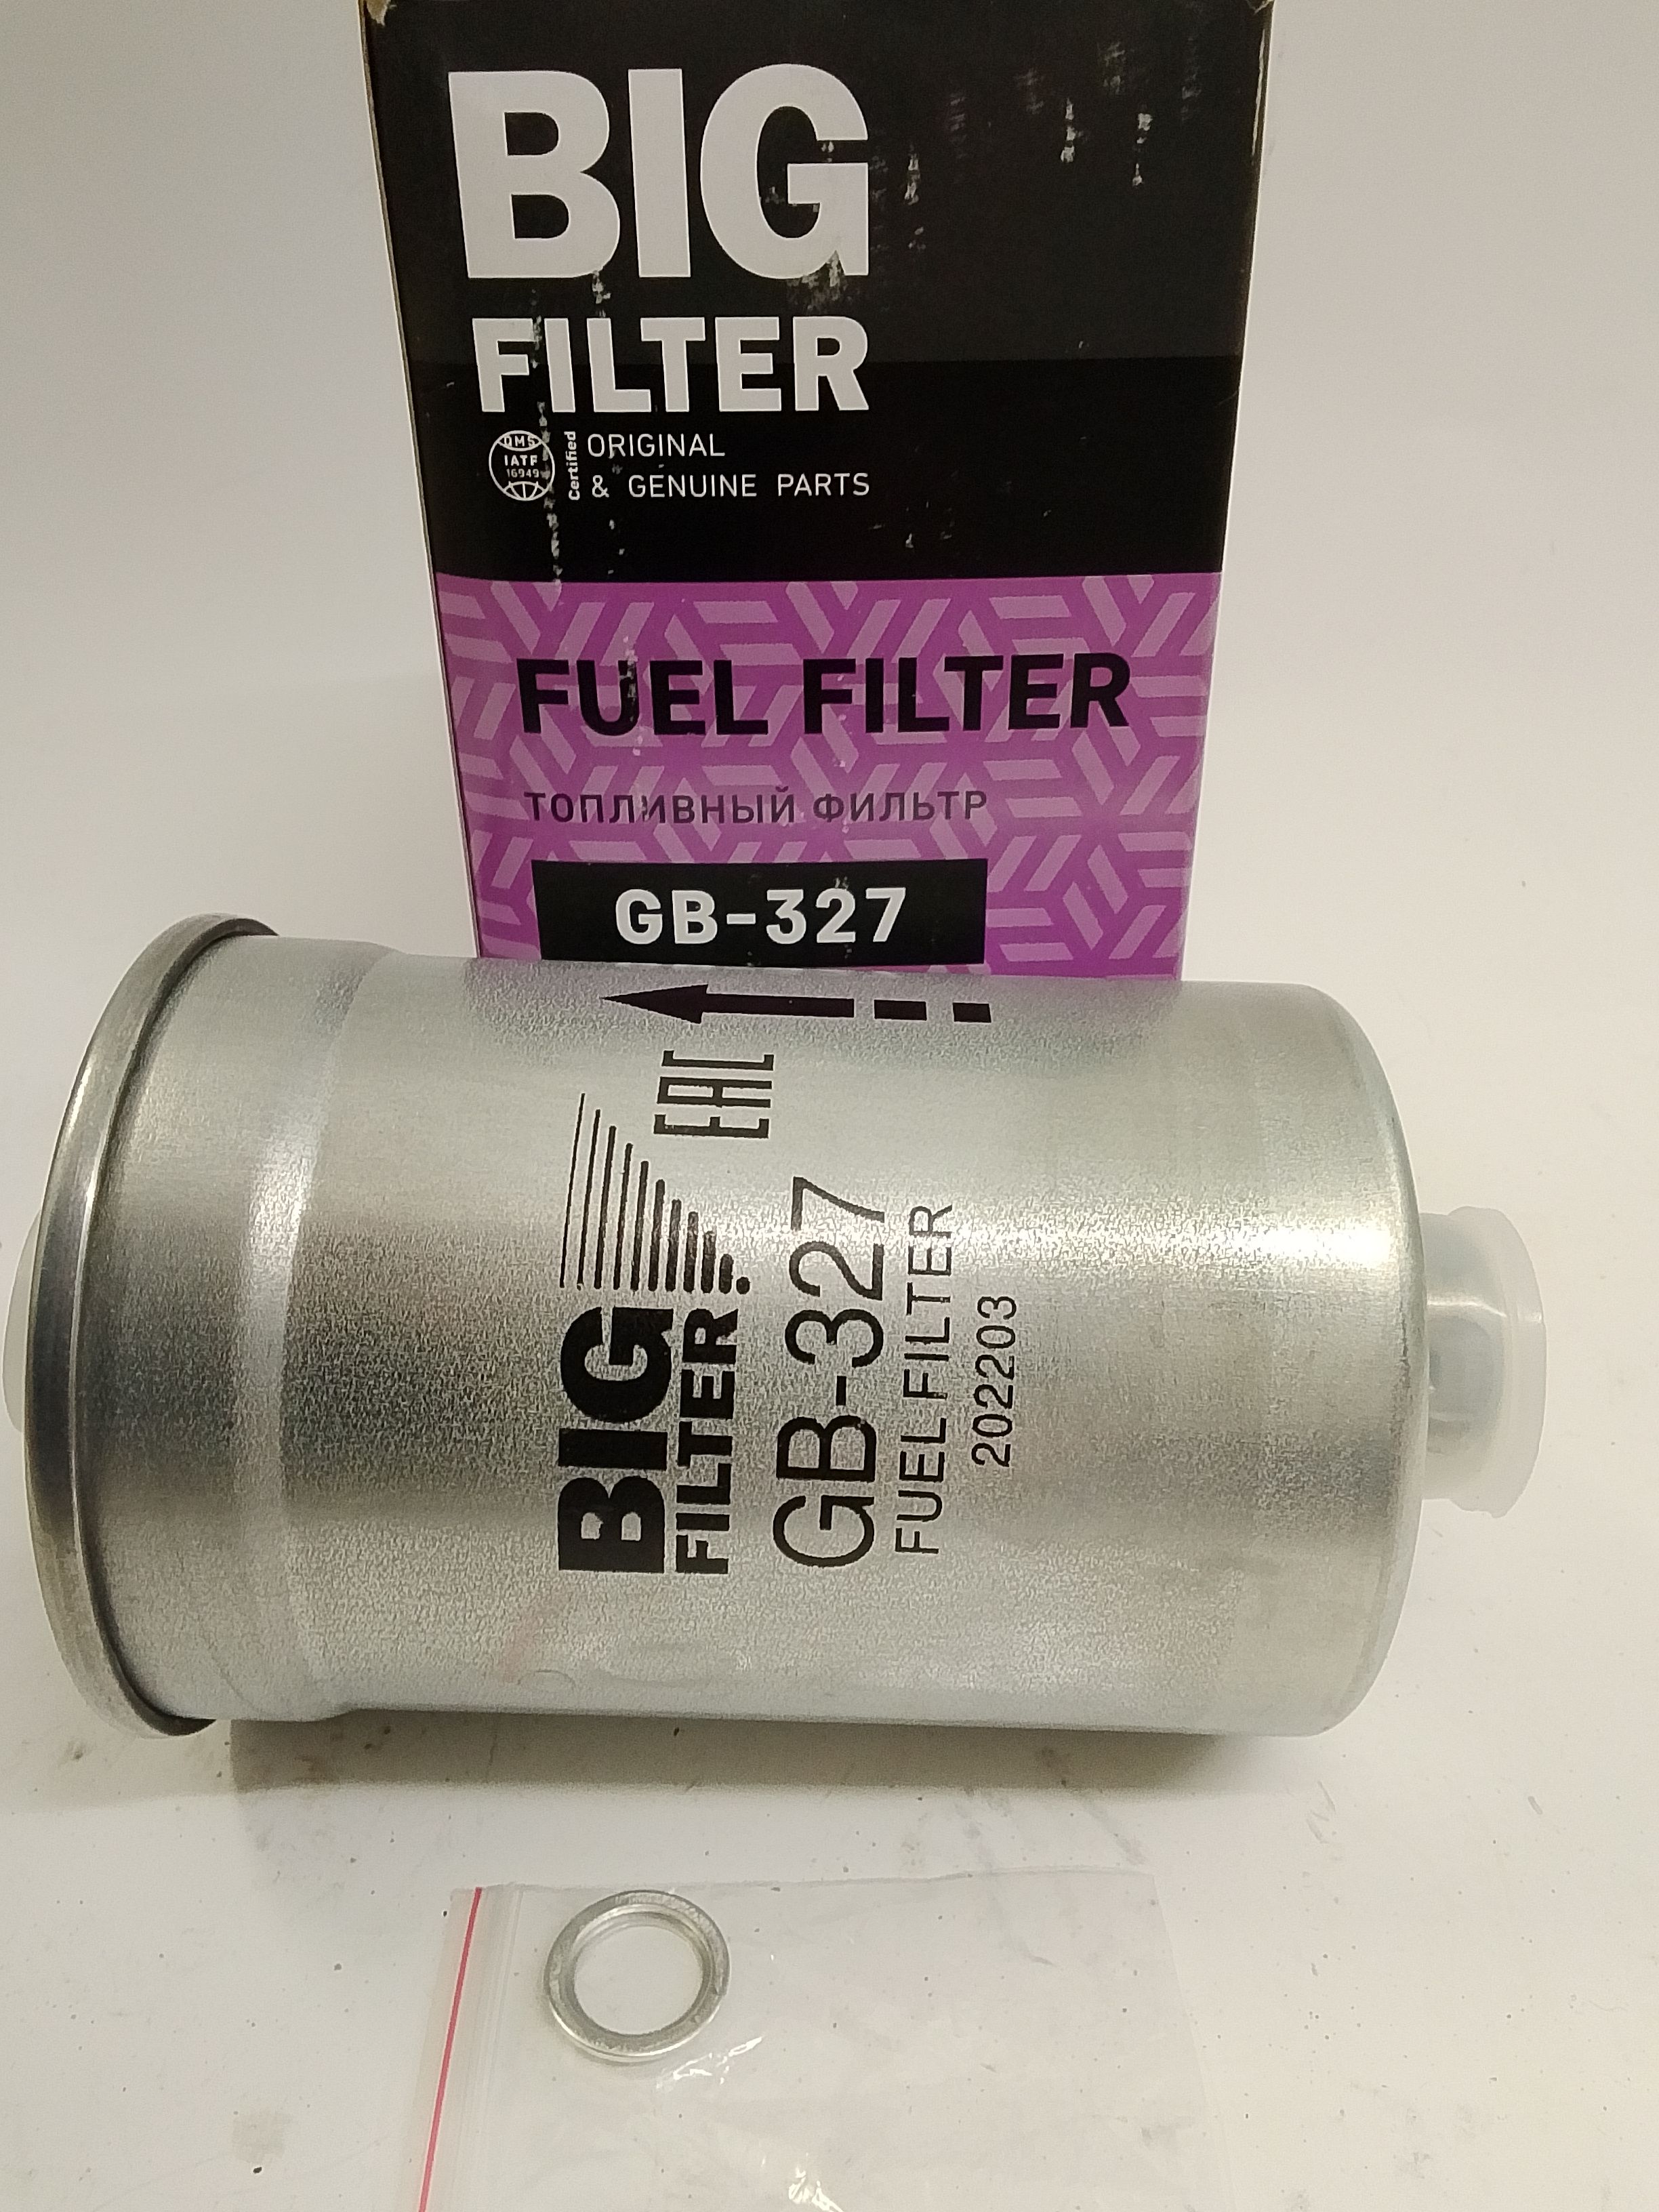 BIG
FILTER
QMS
IATF
16949
Certified
ORIGINAL
& GENUINE PARTS
FUEL FILTER
ТОПЛИВНЫЙ ФИЛЬТР
GB-327
BIG
FILTER
EAC
GB-327
FUEL FILTER
202203